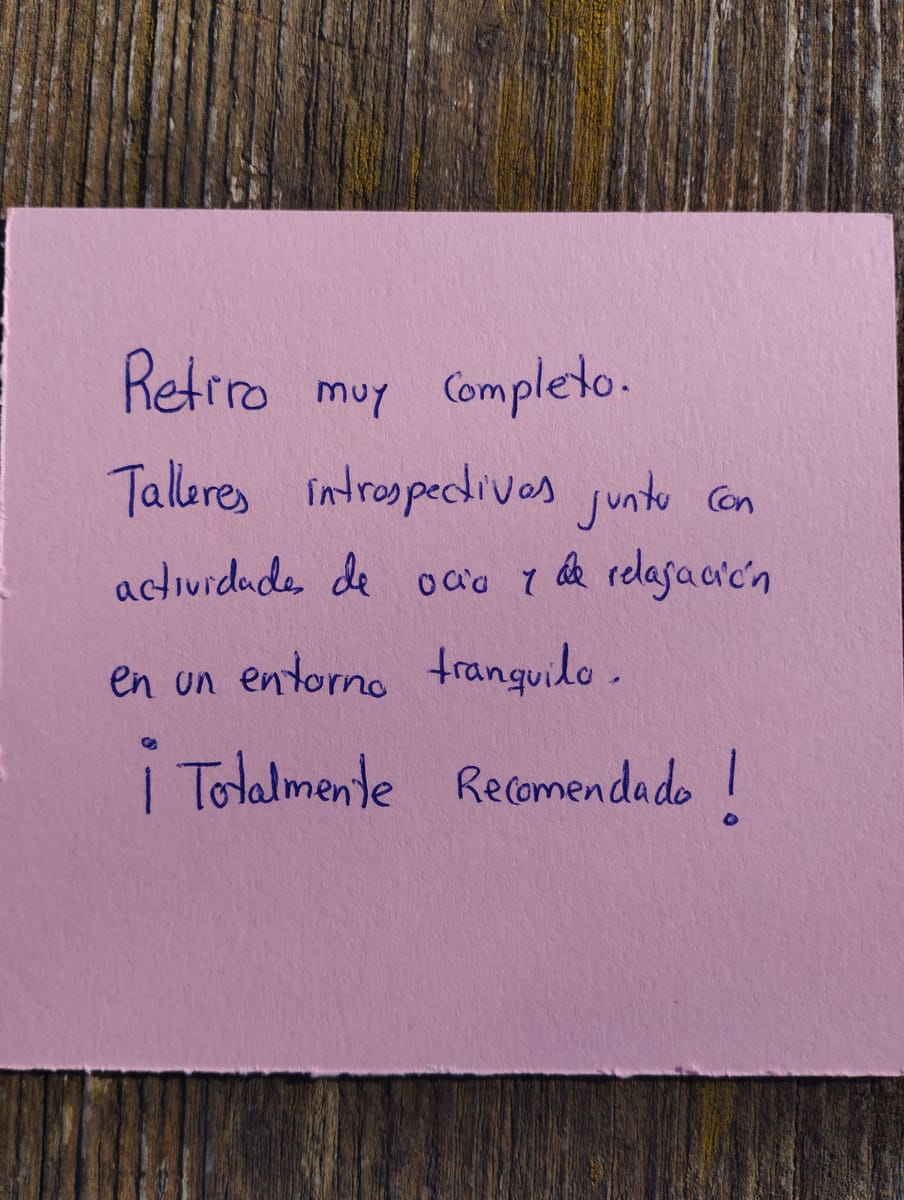 Retiro muy completo.
Talleres introspectivos junto con
actividades de ocio y de relajación
en un entorno tranquilo.
¡Totalmente Recomendado!